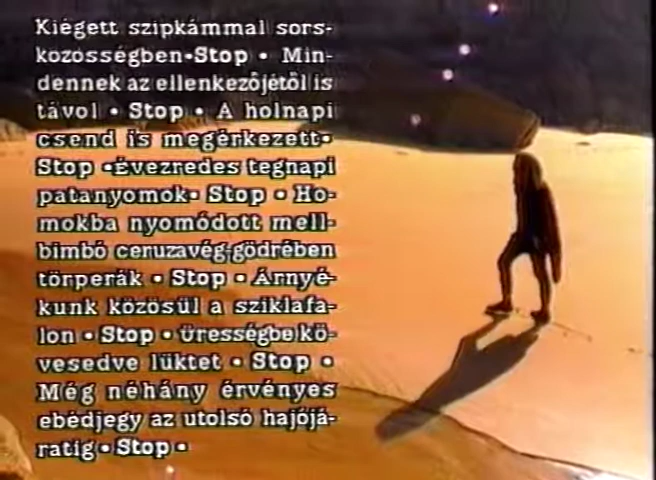 Kiégett szipkámmal sors-
közösségben•Stop • Min-
dennek az ellenkezőjétől is
távol • Stop • A holnapi
csend is megérkezett•
Stop •Évezredes tegnapi
patanyomok• Stop • Ho-
mokba nyomódott mell-
bimbó ceruzavég-gödrében
törperák • Stop • Árnyé-
kunk közösül a sziklafa-
lon • Stop • ürességbe kö-
vesedve lüktet • Stop •
Még néhány érvényes
ebédjegy az utolsó hajójá-
ratig • Stop •